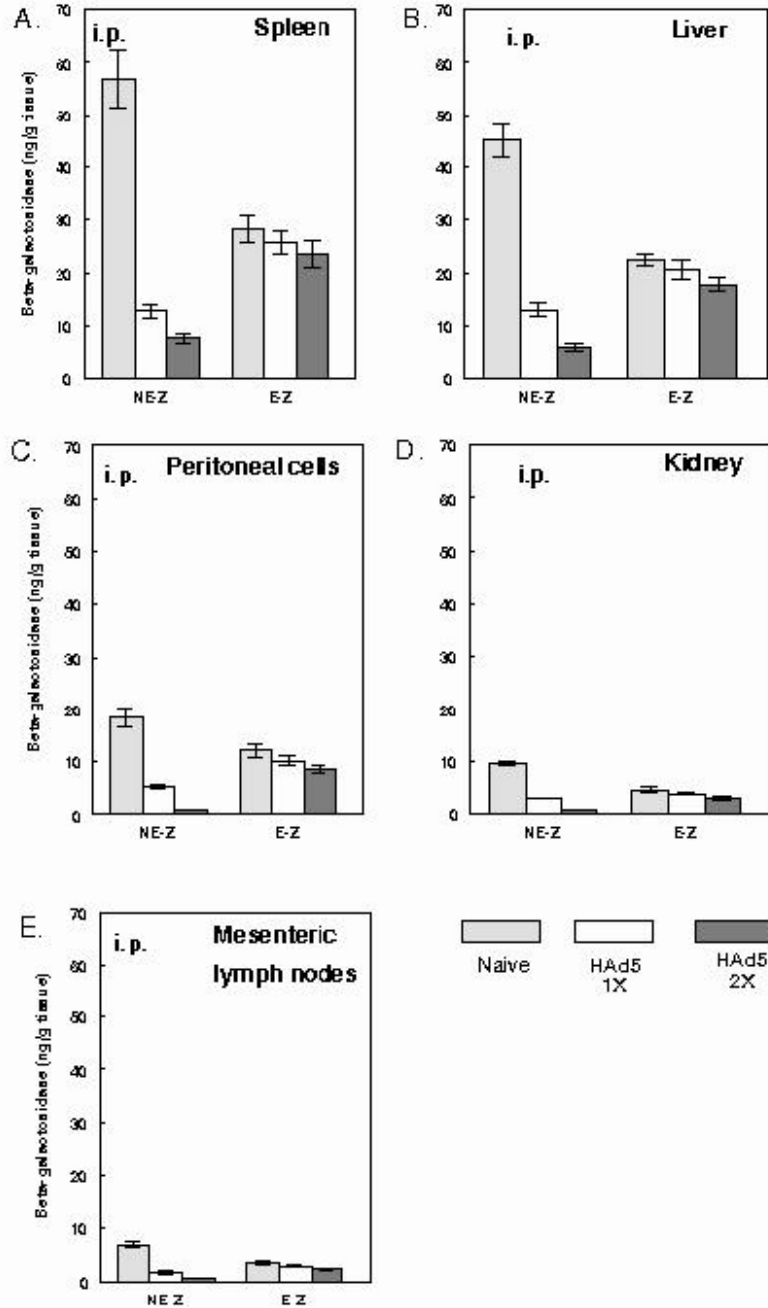 A.
i.p.
Spleen
Beta-galactosidase (ng/g tissue)
70
60
50
40
30
20
10
0
NE-Z
E-Z
B.
i.p.
Liver
70
60
50
40
30
20
10
0
NE-Z
E-Z
C.
i.p.
Peritoneal cells
Beta-galactosidase (ng/g tissue)
70
60
50
40
30
20
10
0
NE-Z
E-Z
D.
i.p.
Kidney
70
60
50
40
30
20
10
0
NE-Z
E-Z
E.
i.p.
Mesenteric
lymph nodes
Beta-galactosidase (ng/g tissue)
70
60
50
40
30
20
10
0
NE-Z
E-Z
Naive
HAd5
1X
HAd5
2X